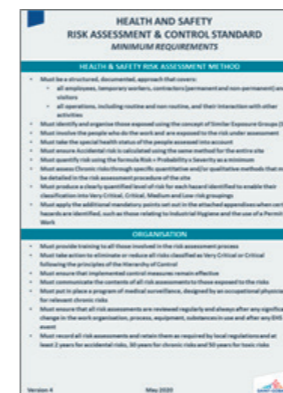 HEALTH AND SAFETY
RISK ASSESSMENT & CONTROL STANDARD
MINIMUM REQUIREMENTS
HEALTH & SAFETY RISK ASSESSMENT METHOD
Must be a structured, documented, approach that covers:
all employees, temporary workers, contractors (permanent and non-permanent) and
visitors
all operations, including routine and non routine, and their interaction with other
activities
Must identify and organise those exposed using the concept of Similar Exposure Groups
Must involve the people who do the work and are exposed to the risk under assessment
Must take the special health status of the people assessed into account
Must ensure Accidental risk is calculated using the same method for the entire site
Must quantify risk using the formula Risk = Probability x Severity as a minimum
Must assess Chronic risks through specific quantitative and/or qualitative methods that m
be detailed in the risk assessment procedure of the site
Must produce a clearly quantified level of risk for each hazard identified to enable their
classification into Very Critical, Critical, Medium and Low risk groupings
Must apply the additional mandatory points set out in the attached appendices when cert
hazards are identified, such as those relating to Industrial Hygiene and the use of a Permit
Work
ORGANISATION
Must provide training to all those involved in the risk assessment process
Must take action to eliminate or reduce all risks classified as Very Critical or Critical
following the principles of the Hierarchy of Control
Must ensure that implemented control measures remain effective
Must communicate the contents of all risk assessments to those exposed to the risks
Must put in place a program of medical surveillance, designed by an occupational physician
for relevant chronic risks
Must ensure that all risk assessments are reviewed regularly and always after any significa
change in the work organisation, process, equipment, substances in use and after any EHS
event
Must record all risk assessments and retain them as required by local regulations and at
least 2 years for accidental risks, 30 years for chronic risks and 50 years for toxic risks
Version 4 May 2020